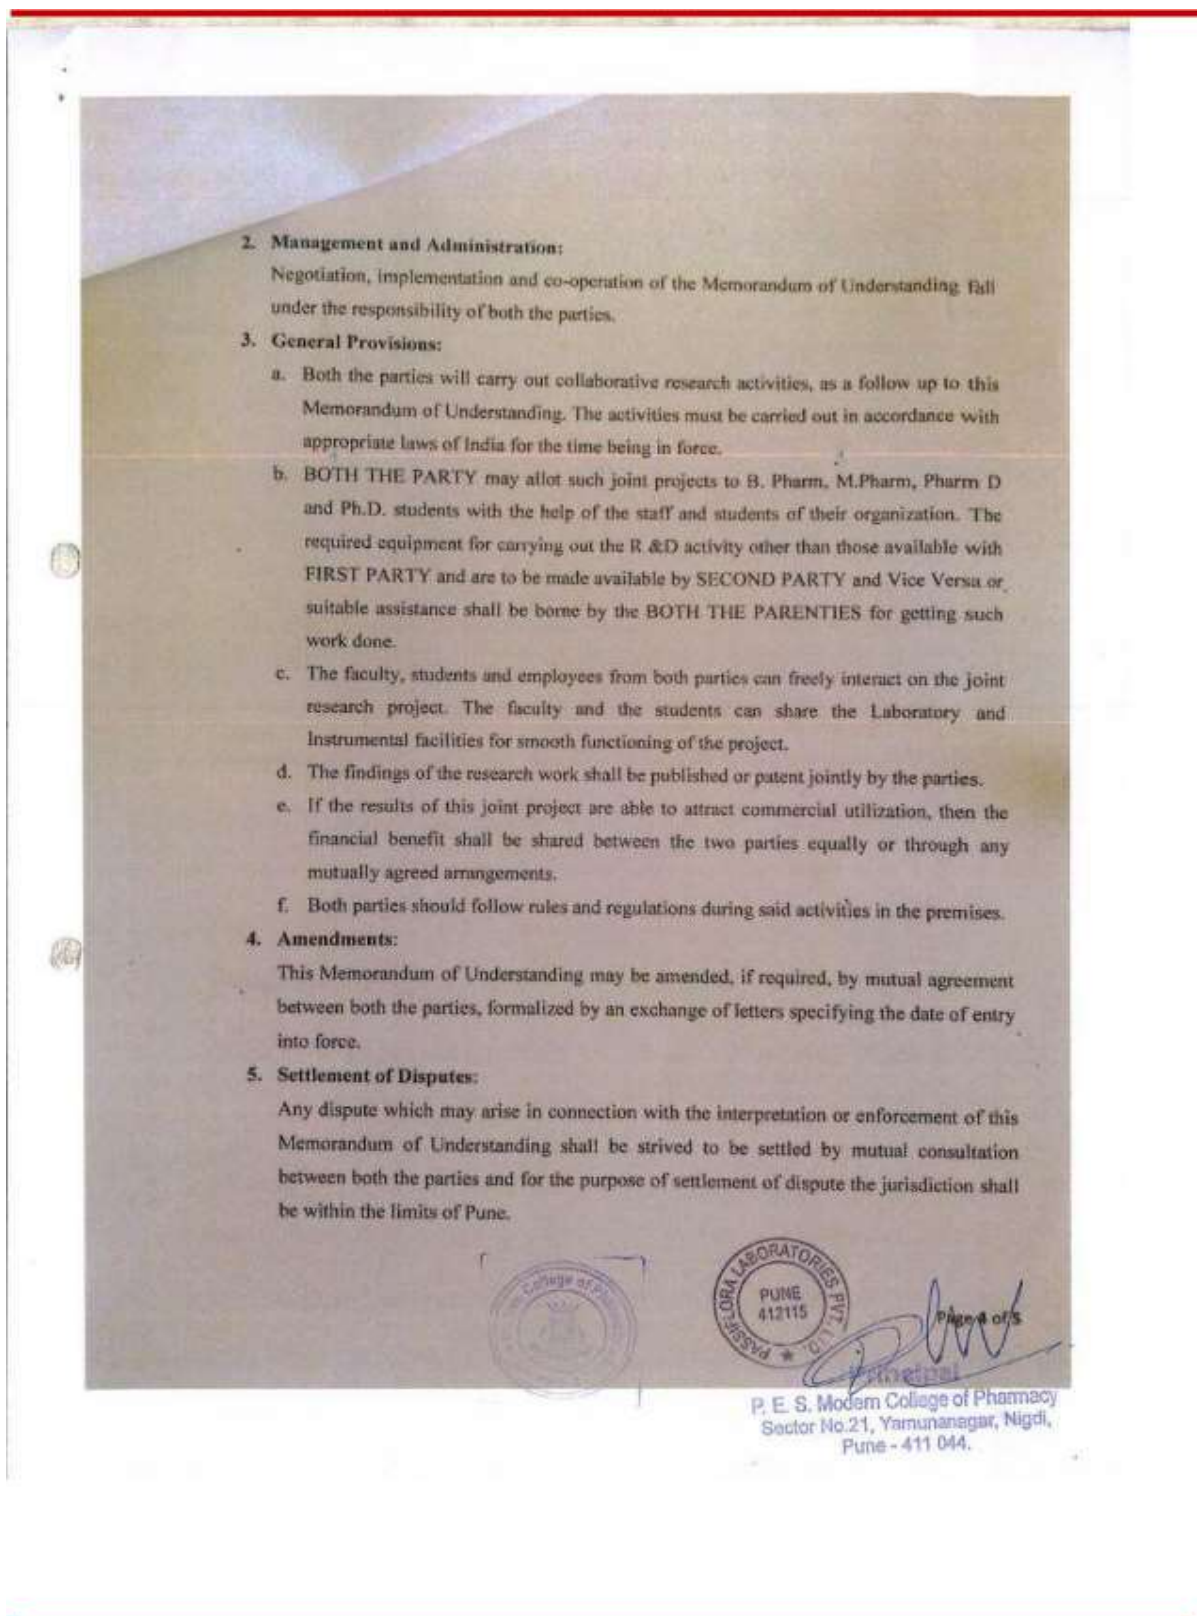 2. Management and Administration:
Negotiation, implementation and co-operation of the Memorandum of Understanding fall
under the responsibility of both the parties.
3. General Provisions:
a. Both the parties will carry out collaborative research activities, as a follow up to this
Memorandum of Understanding. The activities must be carried out in accordance with
appropriate laws of India for the time being in force.
b. BOTH THE PARTY may allot such joint projects to B. Pharm, M.Pharm, Pharm D
and Ph.D. students with the help of the staff and students of their organization. The
required equipment for carrying out the R &D activity other than those available with
FIRST PARTY and are to be made available by SECOND PARTY and Vice Versa or
suitable assistance shall be borne by the BOTH THE PARENTIES for getting such
work done.
c. The faculty, students and employees from both parties can freely interact on the joint
research project. The faculty and the students can share the Laboratory and
Instrumental facilities for smooth functioning of the project.
d. The findings of the research work shall be published or patent jointly by the parties.
e. If the results of this joint project are able to attract commercial utilization, then the
financial benefit shall be shared between the two parties equally or through any
mutually agreed arrangements.
f. Both parties should follow rules and regulations during said activities in the premises.
4. Amendments:
This Memorandum of Understanding may be amended, if required, by mutual agreement
between both the parties, formalized by an exchange of letters specifying the date of entry
into force.
5. Settlement of Disputes:
Any dispute which may arise in connection with the interpretation or enforcement of this
Memorandum of Understanding shall be strived to be settled by mutual consultation
between both the parties and for the purpose of settlement of dispute the jurisdiction shall
be within the limits of Pune.
College of
PASSIFLORA LABORATORIES PVT. LTD.
PUNE
412115
Page 4 of 5
Principal
P. E. S. Modern College of Pharmacy
Sector No.21, Yamunanagar, Nigdi,
Pune - 411 044.